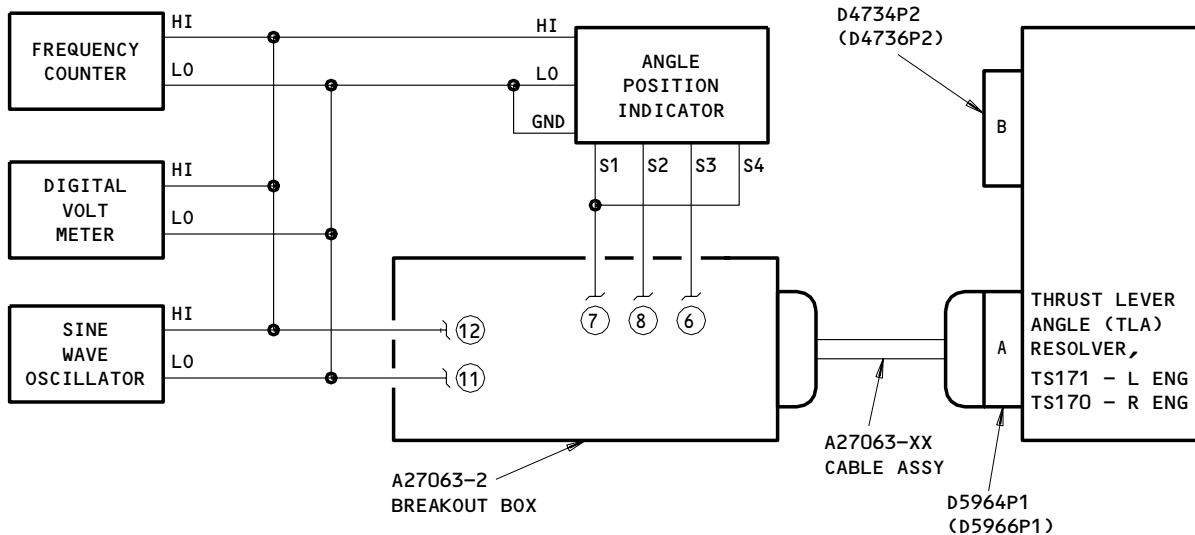 FREQUENCY
COUNTER
HI
LO
DIGITAL
VOLT
METER
HI
LO
SINE
WAVE
OSCILLATOR
HI
LO
HI
LO
GND
ANGLE
POSITION
INDICATOR
S1
S2
S3
S4
12
11
7
8
6
A27063-2
BREAKOUT BOX
A27063-XX
CABLE ASSY
D4734P2
(D4736P2)
B
A
THRUST LEVER
ANGLE (TLA)
RESOLVER,
TS171 - L ENG
TS170 - R ENG
D5964P1
(D5966P1)